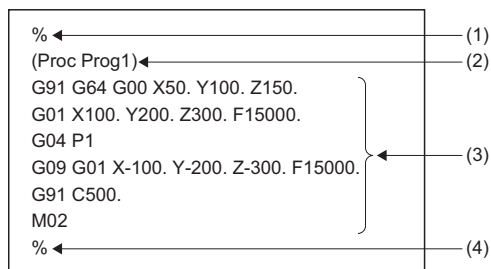 % (1)
(Proc Prog1) (2)
G91 G64 G00 X50. Y100. Z150.
G01 X100. Y200. Z300. F15000.
G04 P1
G09 G01 X-100. Y-200. Z-300. F15000. (3)
G91 C500.
M02
% (4)